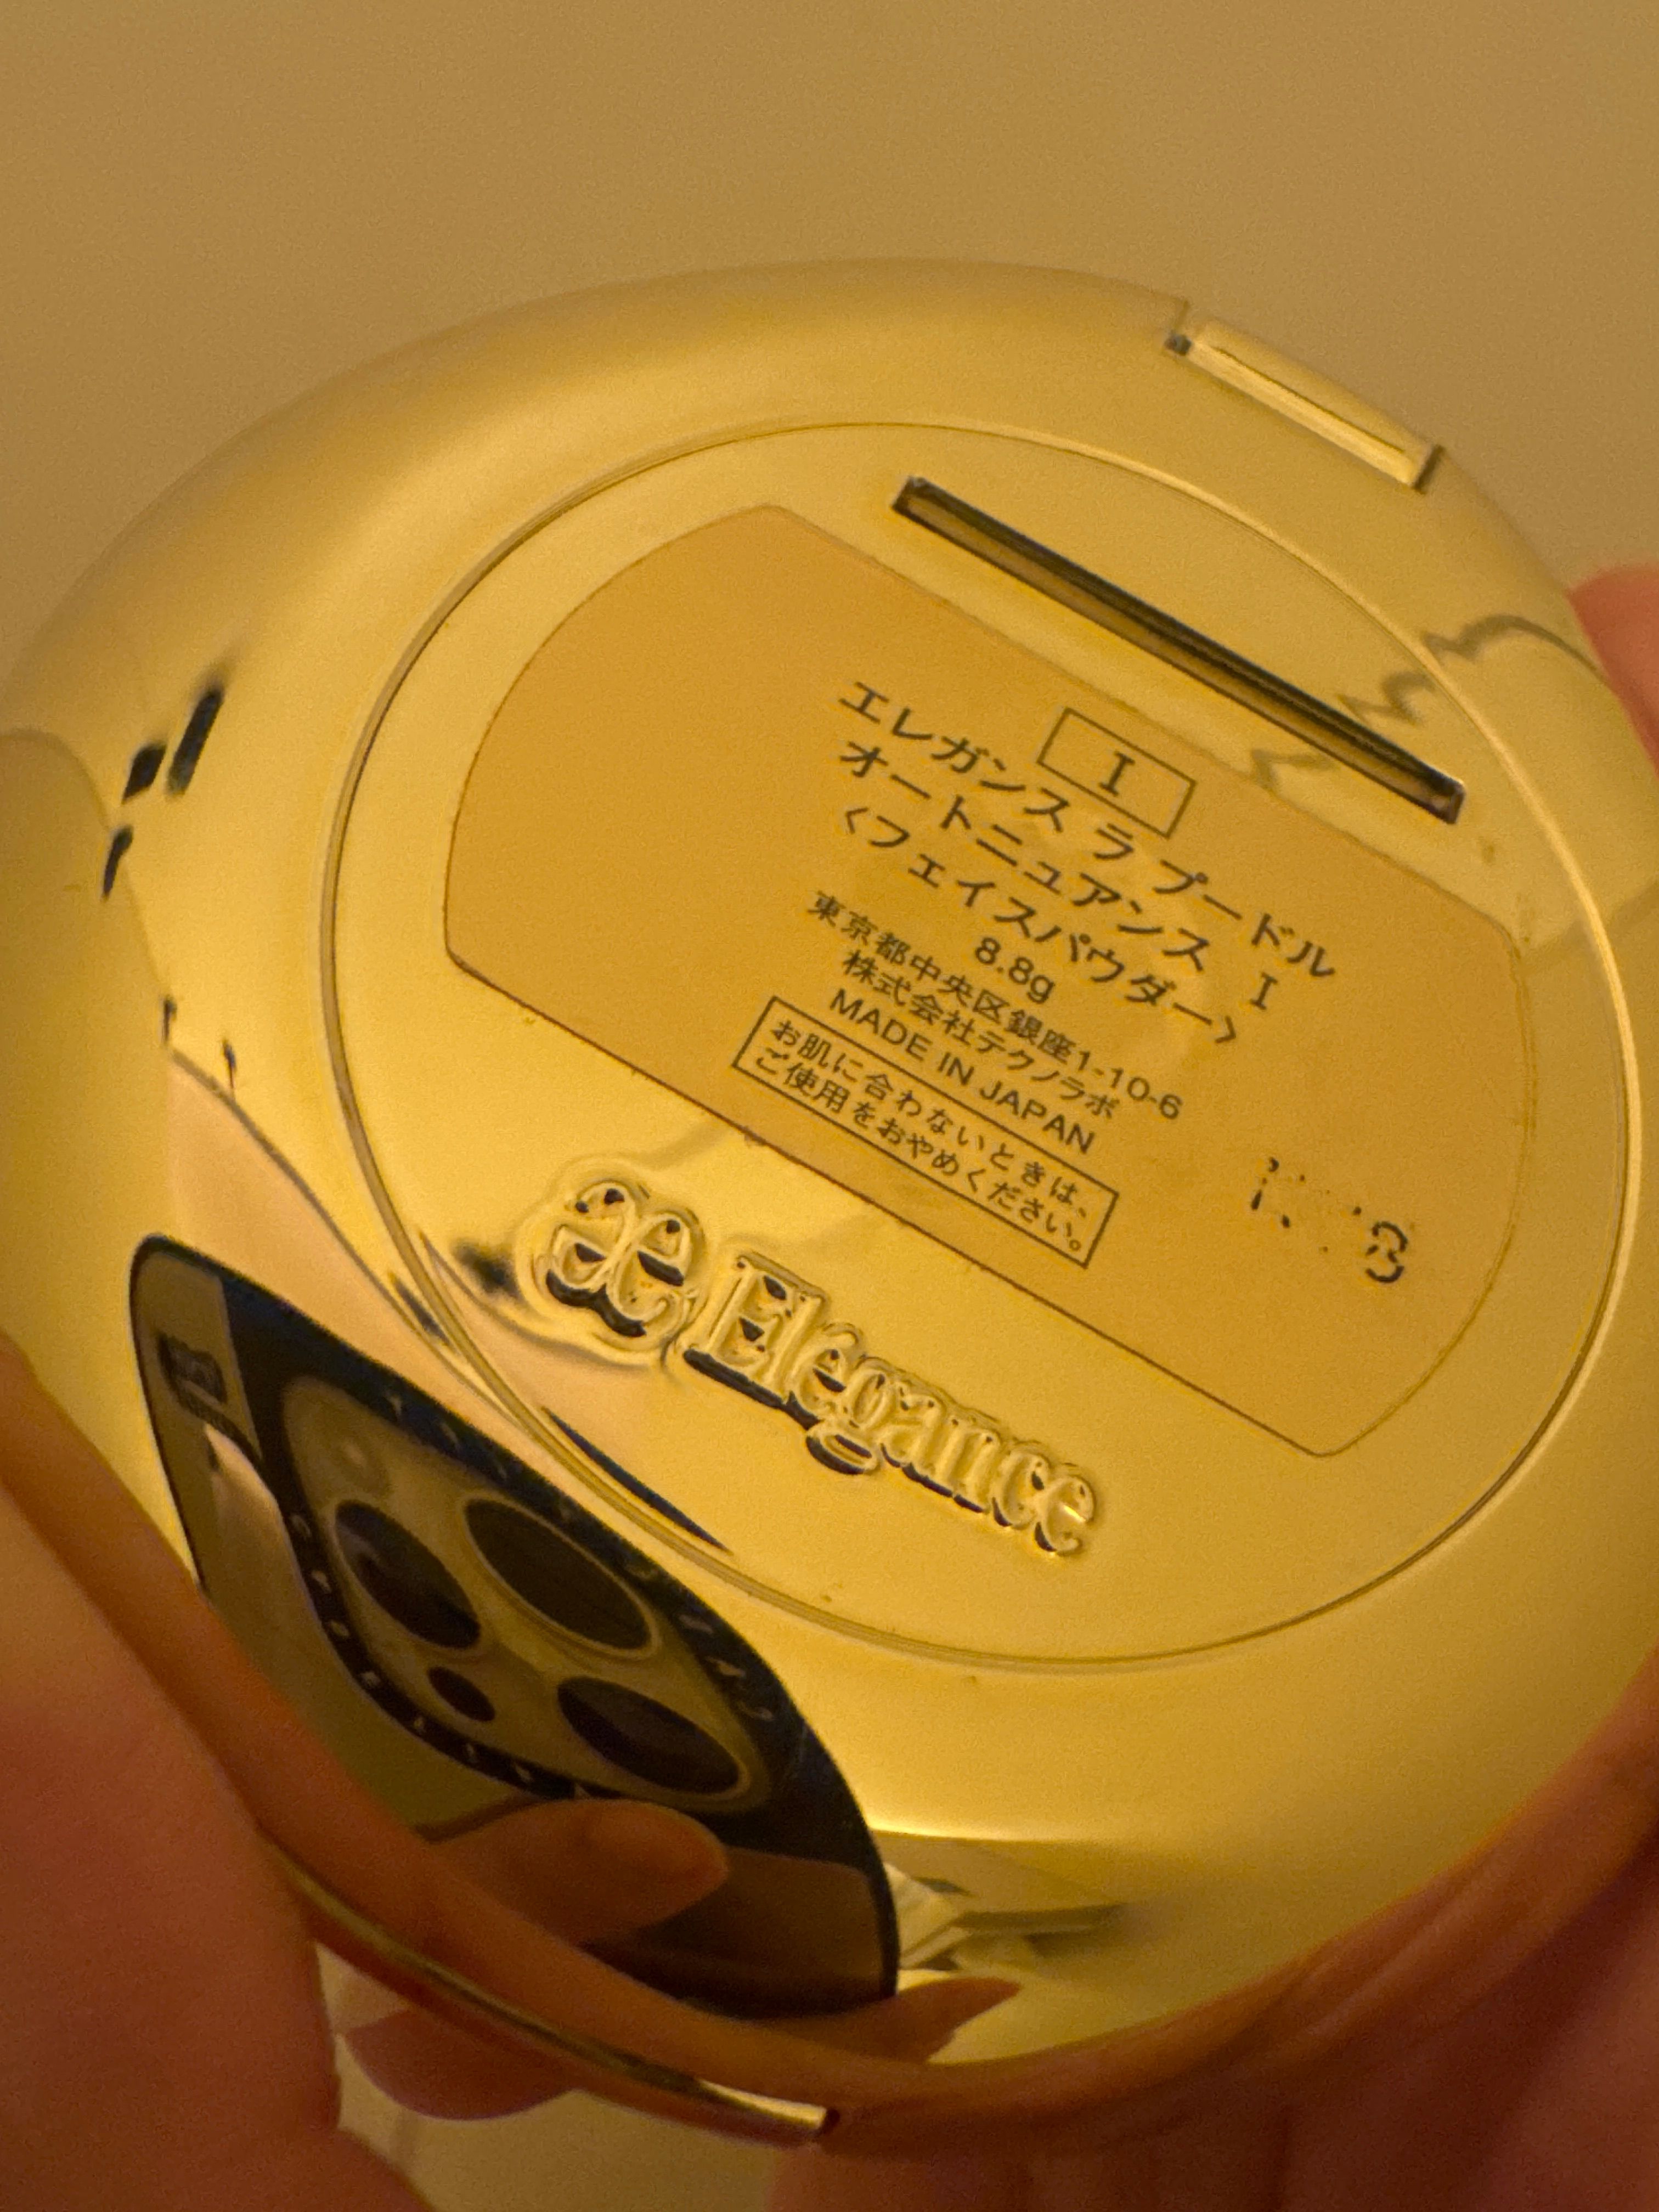 I
エレガンス ラ プードル
オートニュアンス I
〈フェイスパウダー〉
8.8g
東京都中央区銀座1-10-6
株式会社テクノラボ
MADE IN JAPAN
お肌に合わないときは、
ご使用をおやめください。
Elegance